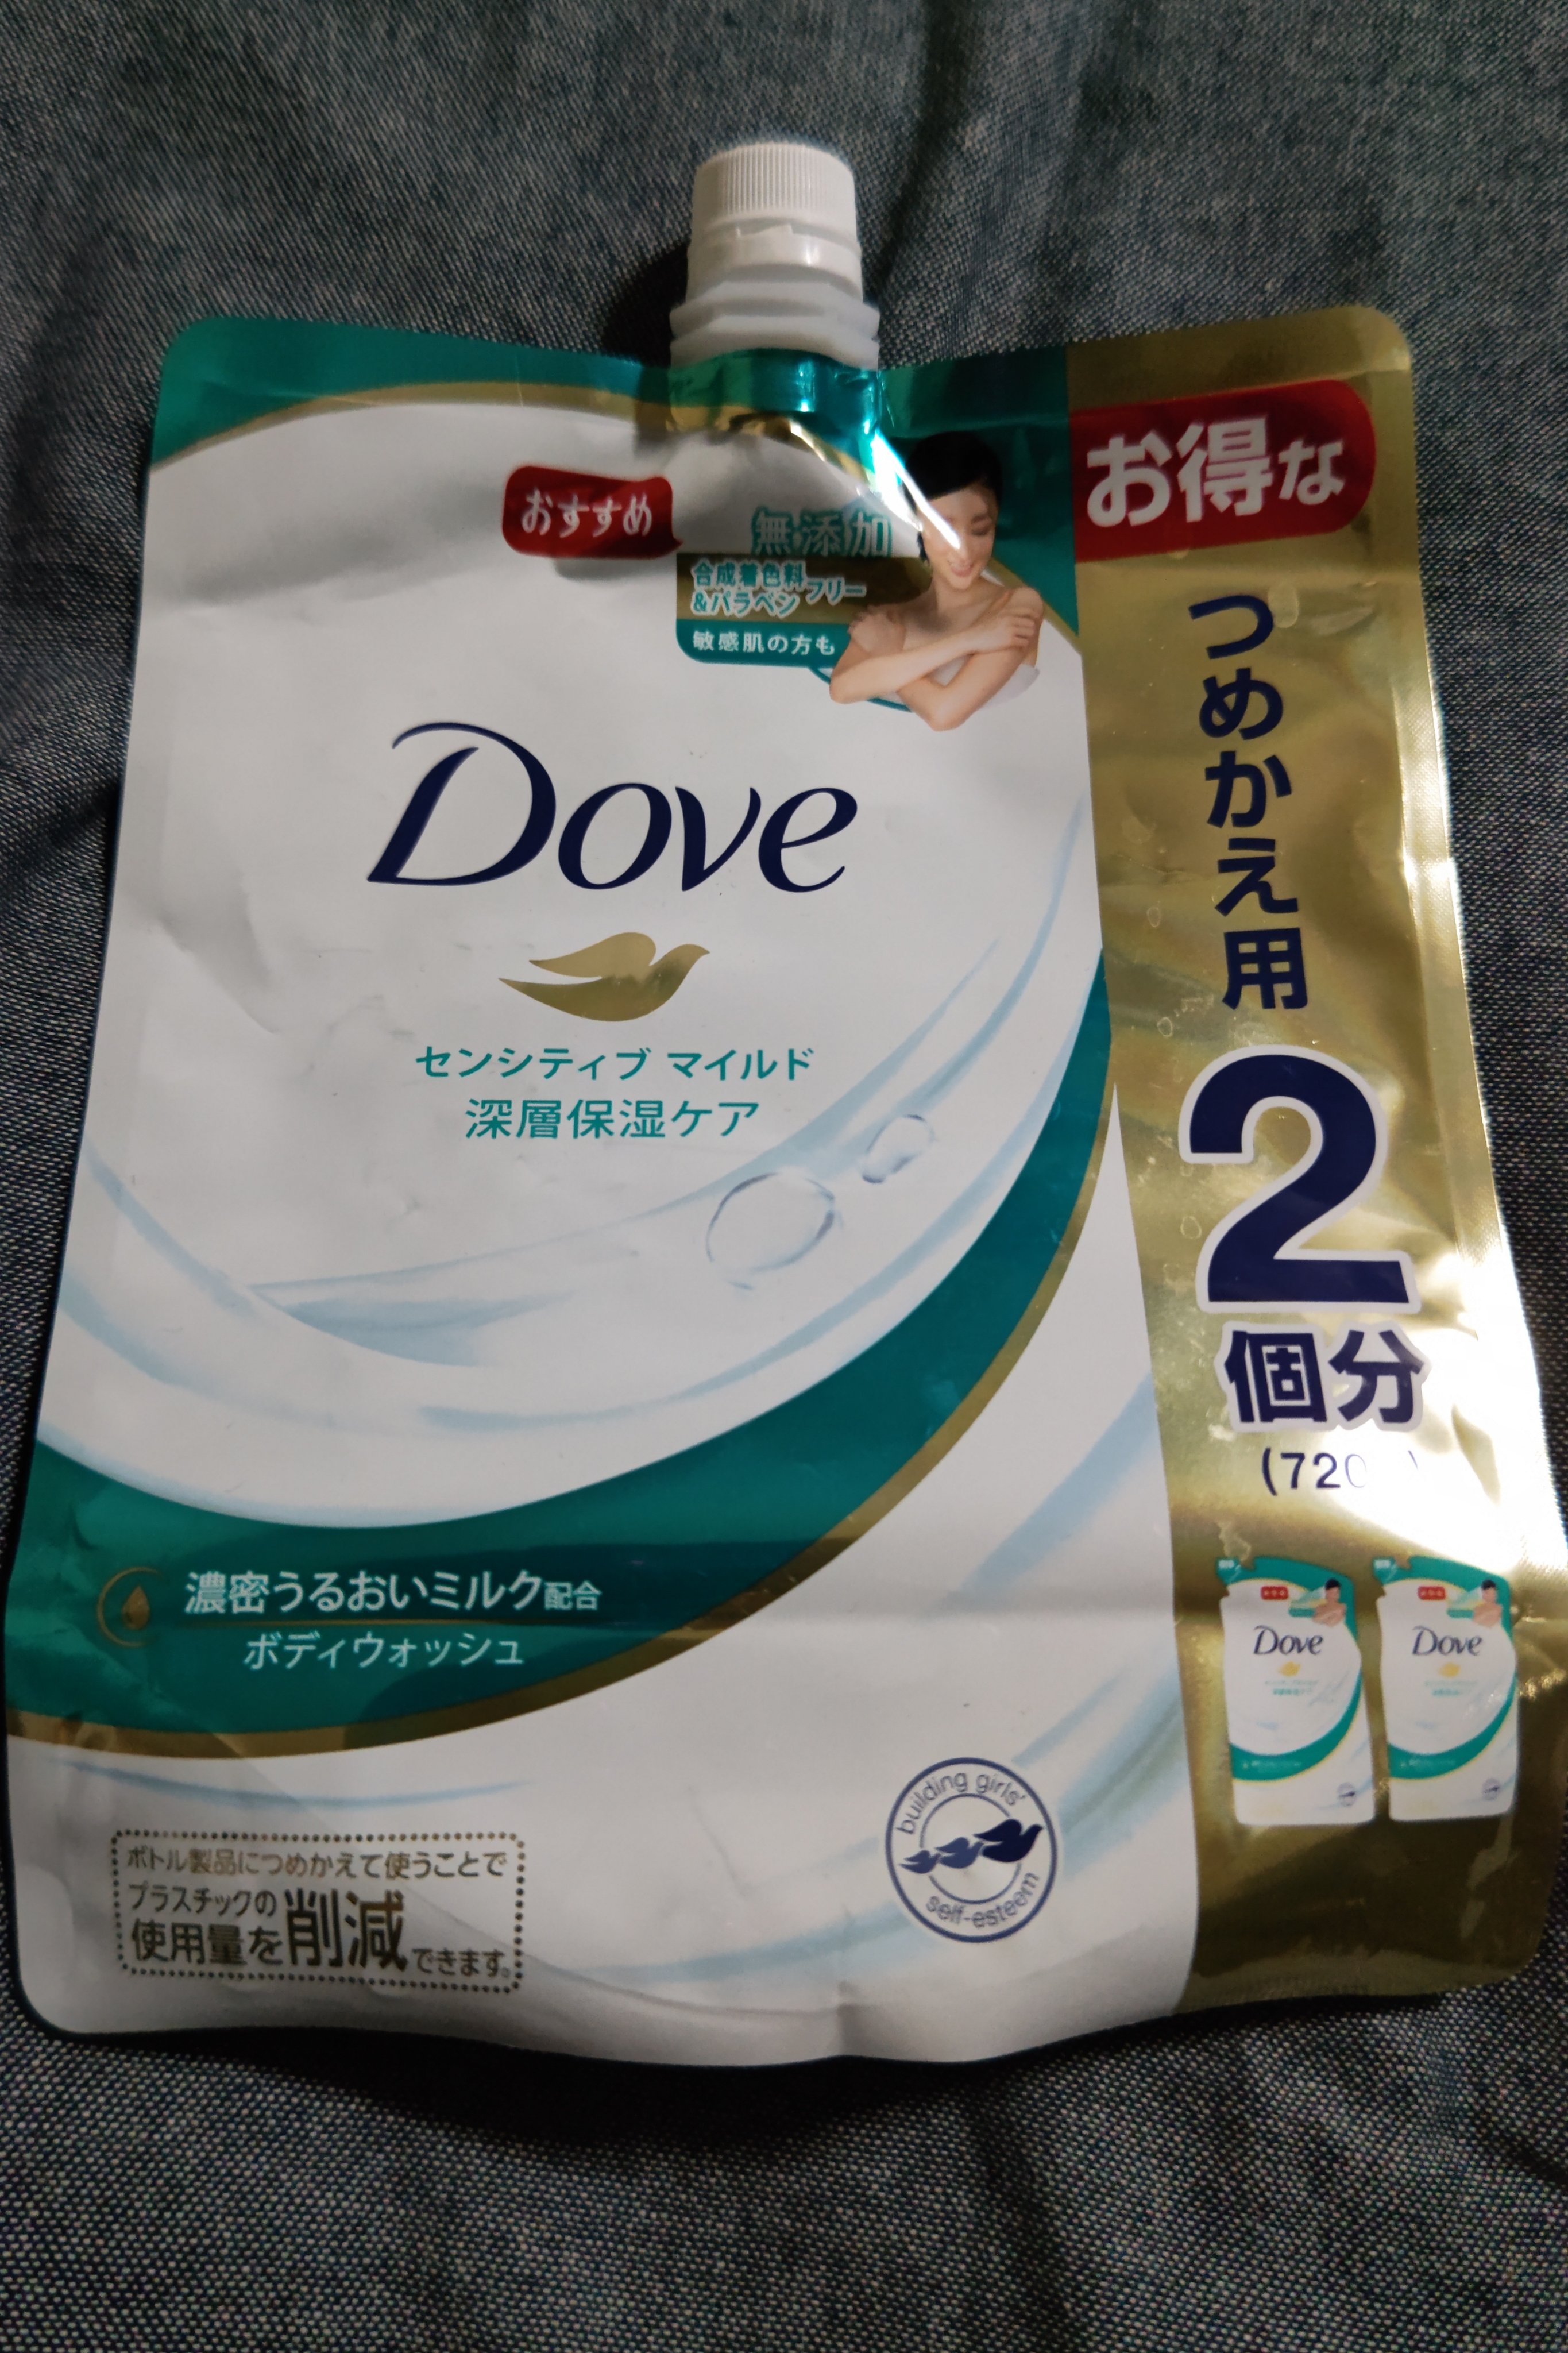 おすすめ
無添加
合成着色料
&パラベン フリー
敏感肌の方も
Dove
センシティブ マイルド
深層保湿ケア
濃密うるおいミルク配合
ボディウォッシュ
ボトル製品につめかえて使うことで
プラスチックの
使用量を削減できます。
building girls'
self-esteem
お得な
つめかえ用
2
個分
(720
Dove
Dove